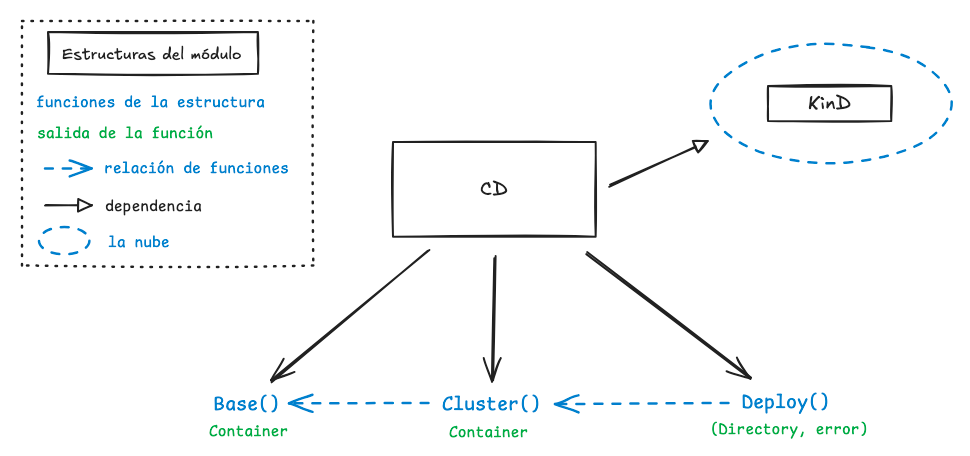 Estructuras del módulo
funciones de la estructura
salida de la función
relación de funciones
dependencia
la nube
KinD
CD
Base()
Cluster()
Deploy()
Container
Container
(Directory, error)